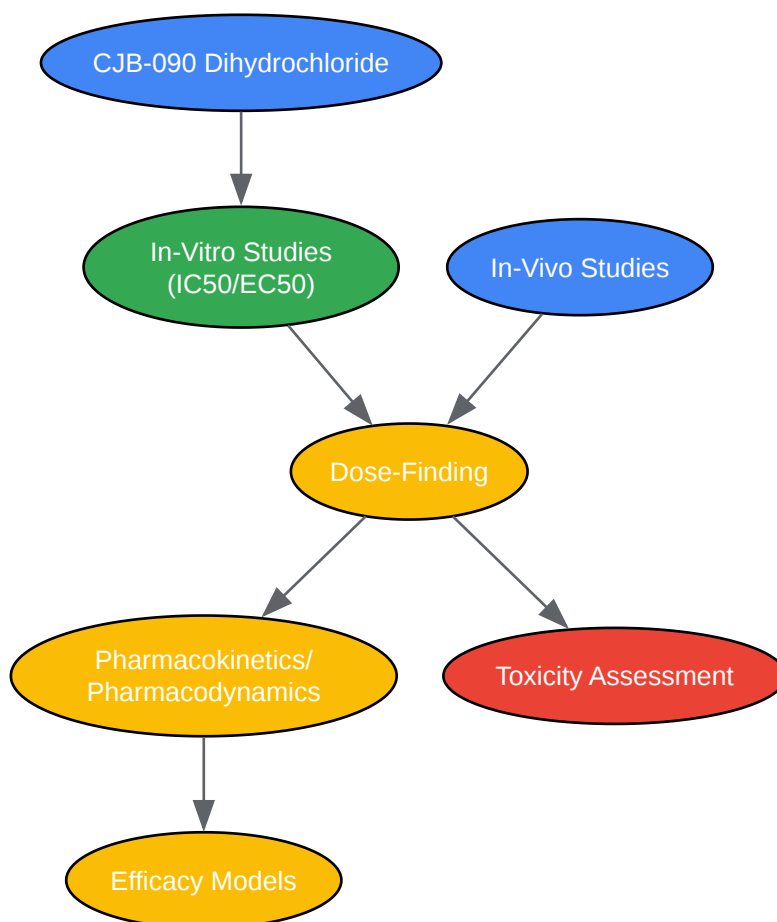 CJB-090 Dihydrochloride
In-Vitro Studies
(IC50/EC50)
In-Vivo Studies
Dose-Finding
Pharmacokinetics/
Pharmacodynamics
Toxicity Assessment
Efficacy Models